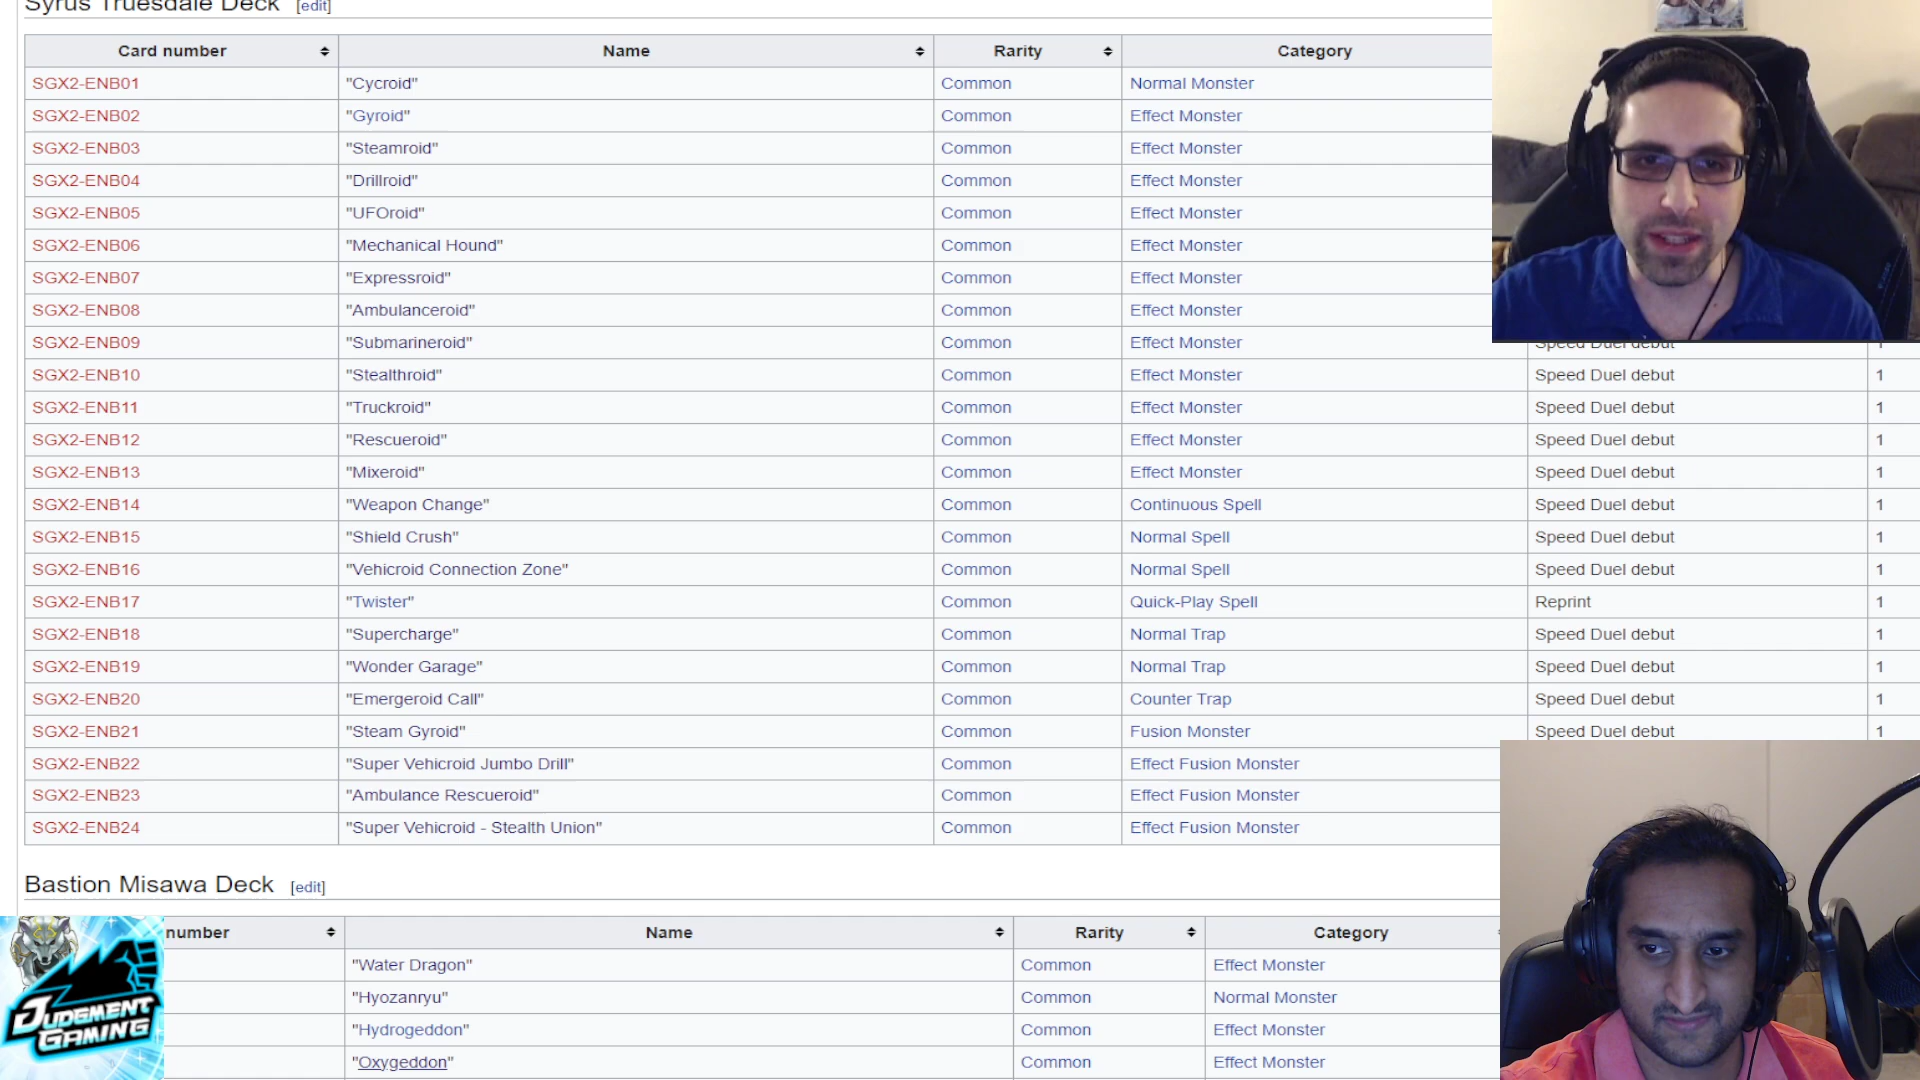 Syrus Truesdale Deck [edit]
Card number Name Rarity Category
SGX2-ENB01 "Cycroid" Common Normal Monster
SGX2-ENB02 "Gyroid" Common Effect Monster
SGX2-ENB03 "Steamroid" Common Effect Monster
SGX2-ENB04 "Drillroid" Common Effect Monster
SGX2-ENB05 "UFOroid" Common Effect Monster
SGX2-ENB06 "Mechanical Hound" Common Effect Monster
SGX2-ENB07 "Expressroid" Common Effect Monster
SGX2-ENB08 "Ambulanceroid" Common Effect Monster
SGX2-ENB09 "Submarineroid" Common Effect Monster Speed Duel debut 1
SGX2-ENB10 "Stealthroid" Common Effect Monster Speed Duel debut 1
SGX2-ENB11 "Truckroid" Common Effect Monster Speed Duel debut 1
SGX2-ENB12 "Rescueroid" Common Effect Monster Speed Duel debut 1
SGX2-ENB13 "Mixeroid" Common Effect Monster Speed Duel debut 1
SGX2-ENB14 "Weapon Change" Common Continuous Spell Speed Duel debut 1
SGX2-ENB15 "Shield Crush" Common Normal Spell Speed Duel debut 1
SGX2-ENB16 "Vehicroid Connection Zone" Common Normal Spell Speed Duel debut 1
SGX2-ENB17 "Twister" Common Quick-Play Spell Reprint 1
SGX2-ENB18 "Supercharge" Common Normal Trap Speed Duel debut 1
SGX2-ENB19 "Wonder Garage" Common Normal Trap Speed Duel debut 1
SGX2-ENB20 "Emergeroid Call" Common Counter Trap Speed Duel debut 1
SGX2-ENB21 "Steam Gyroid" Common Fusion Monster Speed Duel debut 1
SGX2-ENB22 "Super Vehicroid Jumbo Drill" Common Effect Fusion Monster
SGX2-ENB23 "Ambulance Rescueroid" Common Effect Fusion Monster
SGX2-ENB24 "Super Vehicroid - Stealth Union" Common Effect Fusion Monster
Bastion Misawa Deck [edit]
number Name Rarity Category
"Water Dragon" Common Effect Monster
"Hyozanryu" Common Normal Monster
"Hydrogeddon" Common Effect Monster
"Oxygeddon" Common Effect Monster
JUDGMENT
GAMING